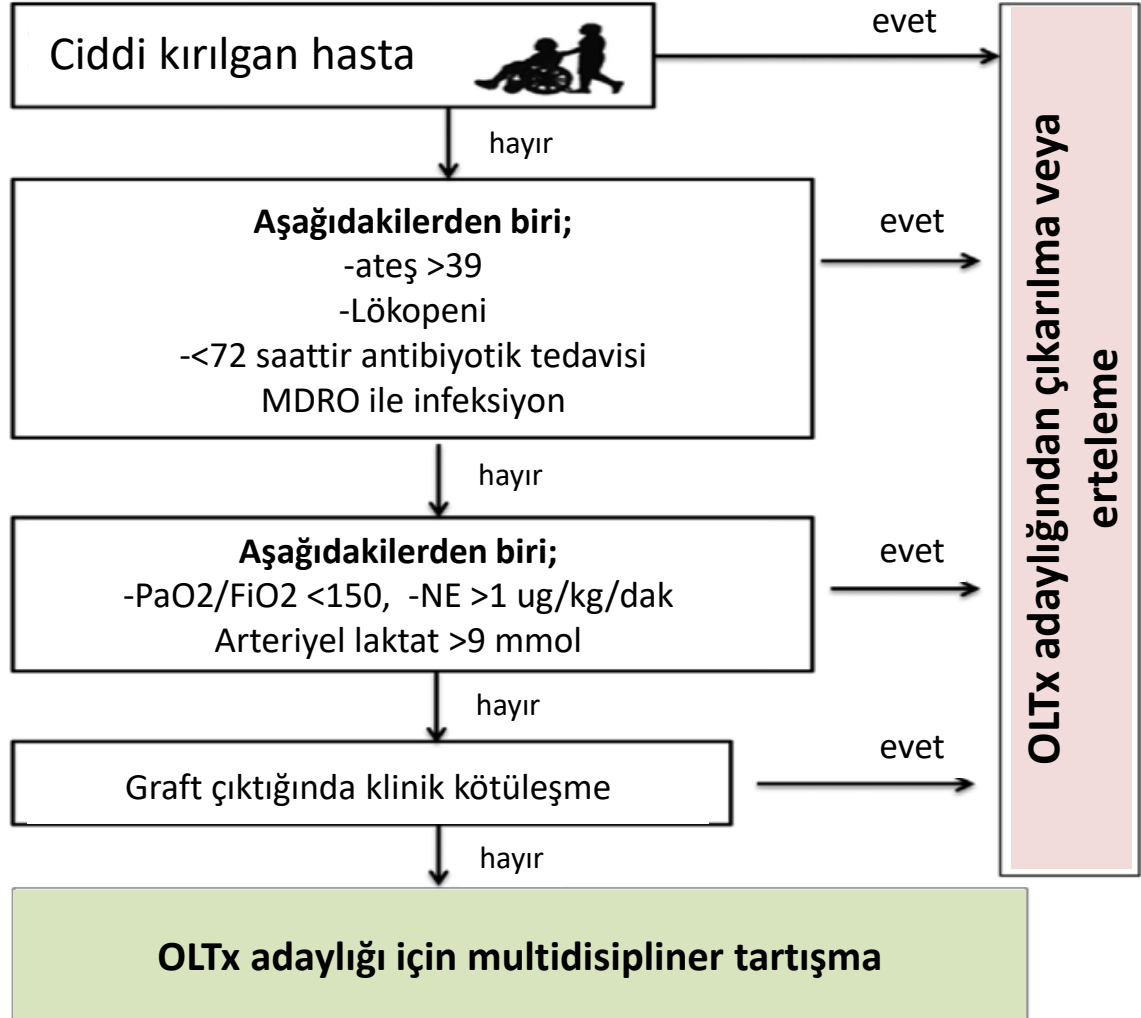 Ciddi kırılgan hasta
evet
hayır
Aşağıdakilerden biri;
-ateş >39
-Lökopeni
-<72 saattir antibiyotik tedavisi
MDRO ile infeksiyon
evet
hayır
Aşağıdakilerden biri;
-PaO2/FiO2 <150,  -NE >1 ug/kg/dak
Arteriyel laktat >9 mmol
evet
hayır
Graft çıktığında klinik kötüleşme
evet
hayır
OLTx adaylığı için multidisipliner tartışma
OLTx adaylığından çıkarılma veya
erteleme